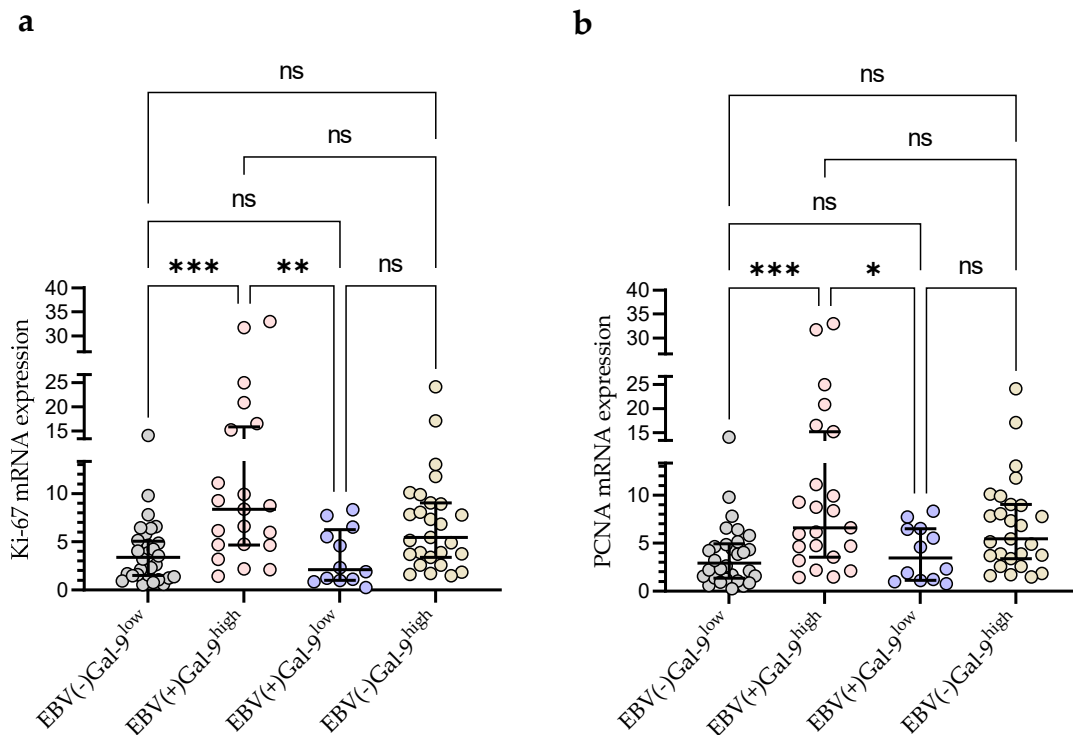 a
ns
ns
ns
*** ** ns
Ki-67 mRNA expression
40
35
30
25
20
15
10
5
0
EBV(-)Gal-9low
EBV(+)Gal-9high
EBV(+)Gal-9low
EBV(-)Gal-9high
b
ns
ns
ns
*** * ns
PCNA mRNA expression
40
35
30
25
20
15
10
5
0
EBV(-)Gal-9low
EBV(+)Gal-9high
EBV(+)Gal-9low
EBV(-)Gal-9high